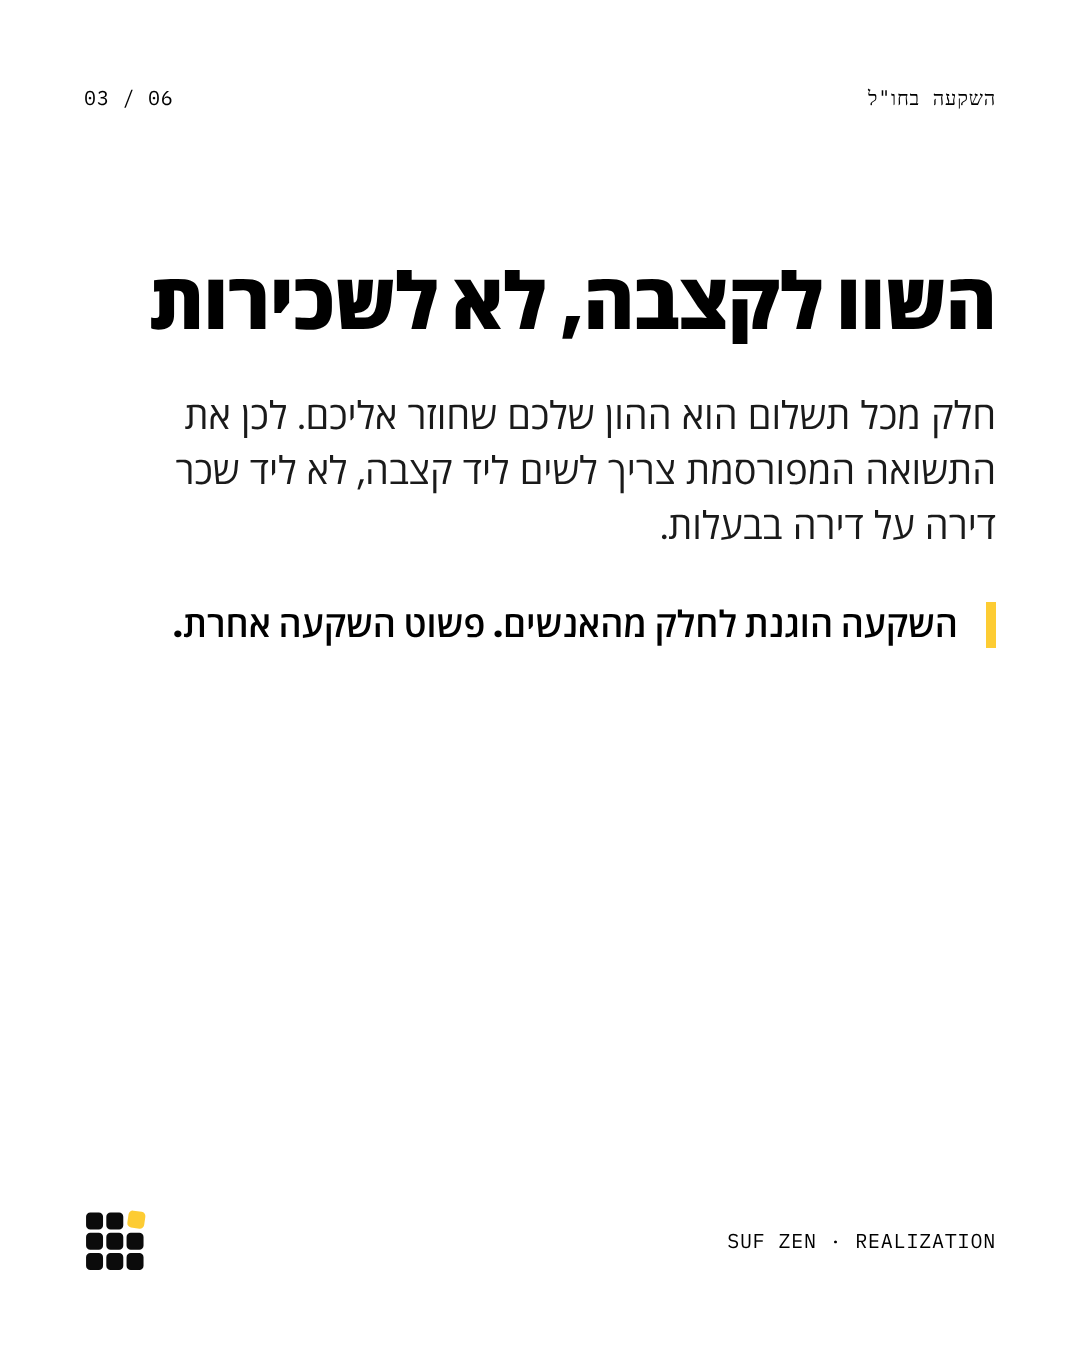 השקעה בחו"ל
03 / 06
השוו לקצבה, לא לשכירות
חלק מכל תשלום הוא ההון שלכם שחוזר אליכם. לכן את
התשואה המפורסמת צריך לשים ליד קצבה, לא ליד שכר
דירה על דירה בבעלות.
השקעה הוגנת לחלק מהאנשים. פשוט השקעה אחרת.
SUF ZEN · REALIZATION